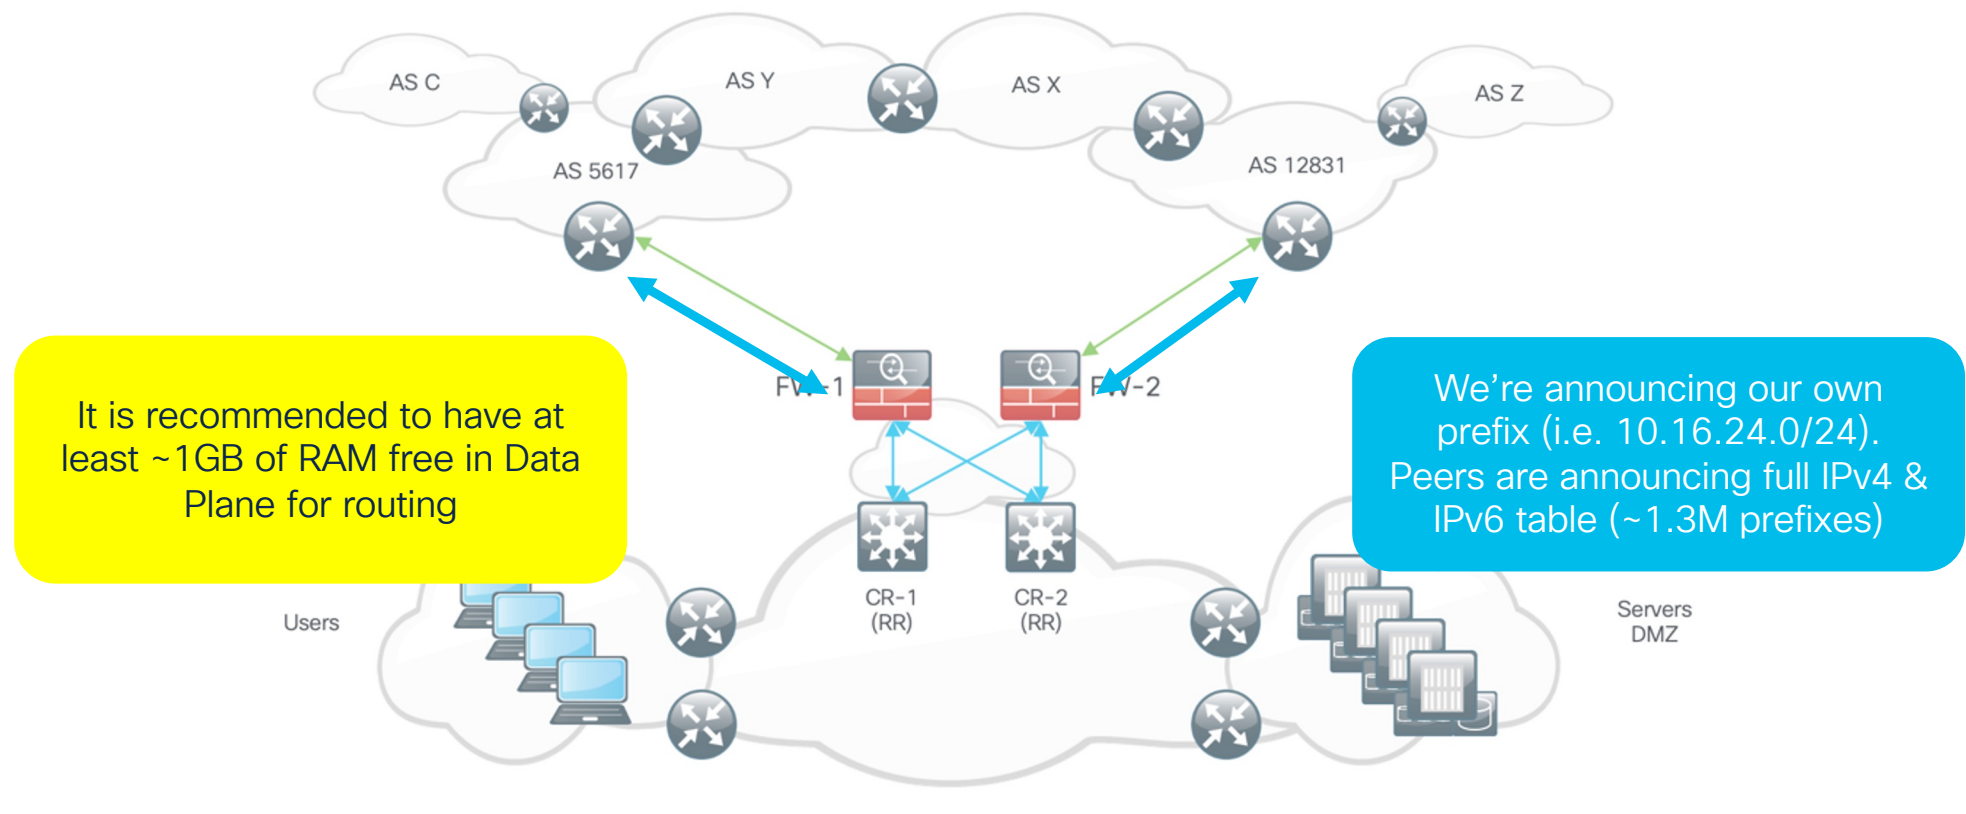 AS C
AS Y
AS X
AS Z
AS 5617
AS 12831
FW-1
FW-2
It is recommended to have at
least ~1GB of RAM free in Data
Plane for routing
We're announcing our own
prefix (i.e. 10.16.24.0/24).
Peers are announcing full IPv4 &
IPv6 table (~1.3M prefixes)
CR-1
(RR)
CR-2
(RR)
Users
Servers
DMZ